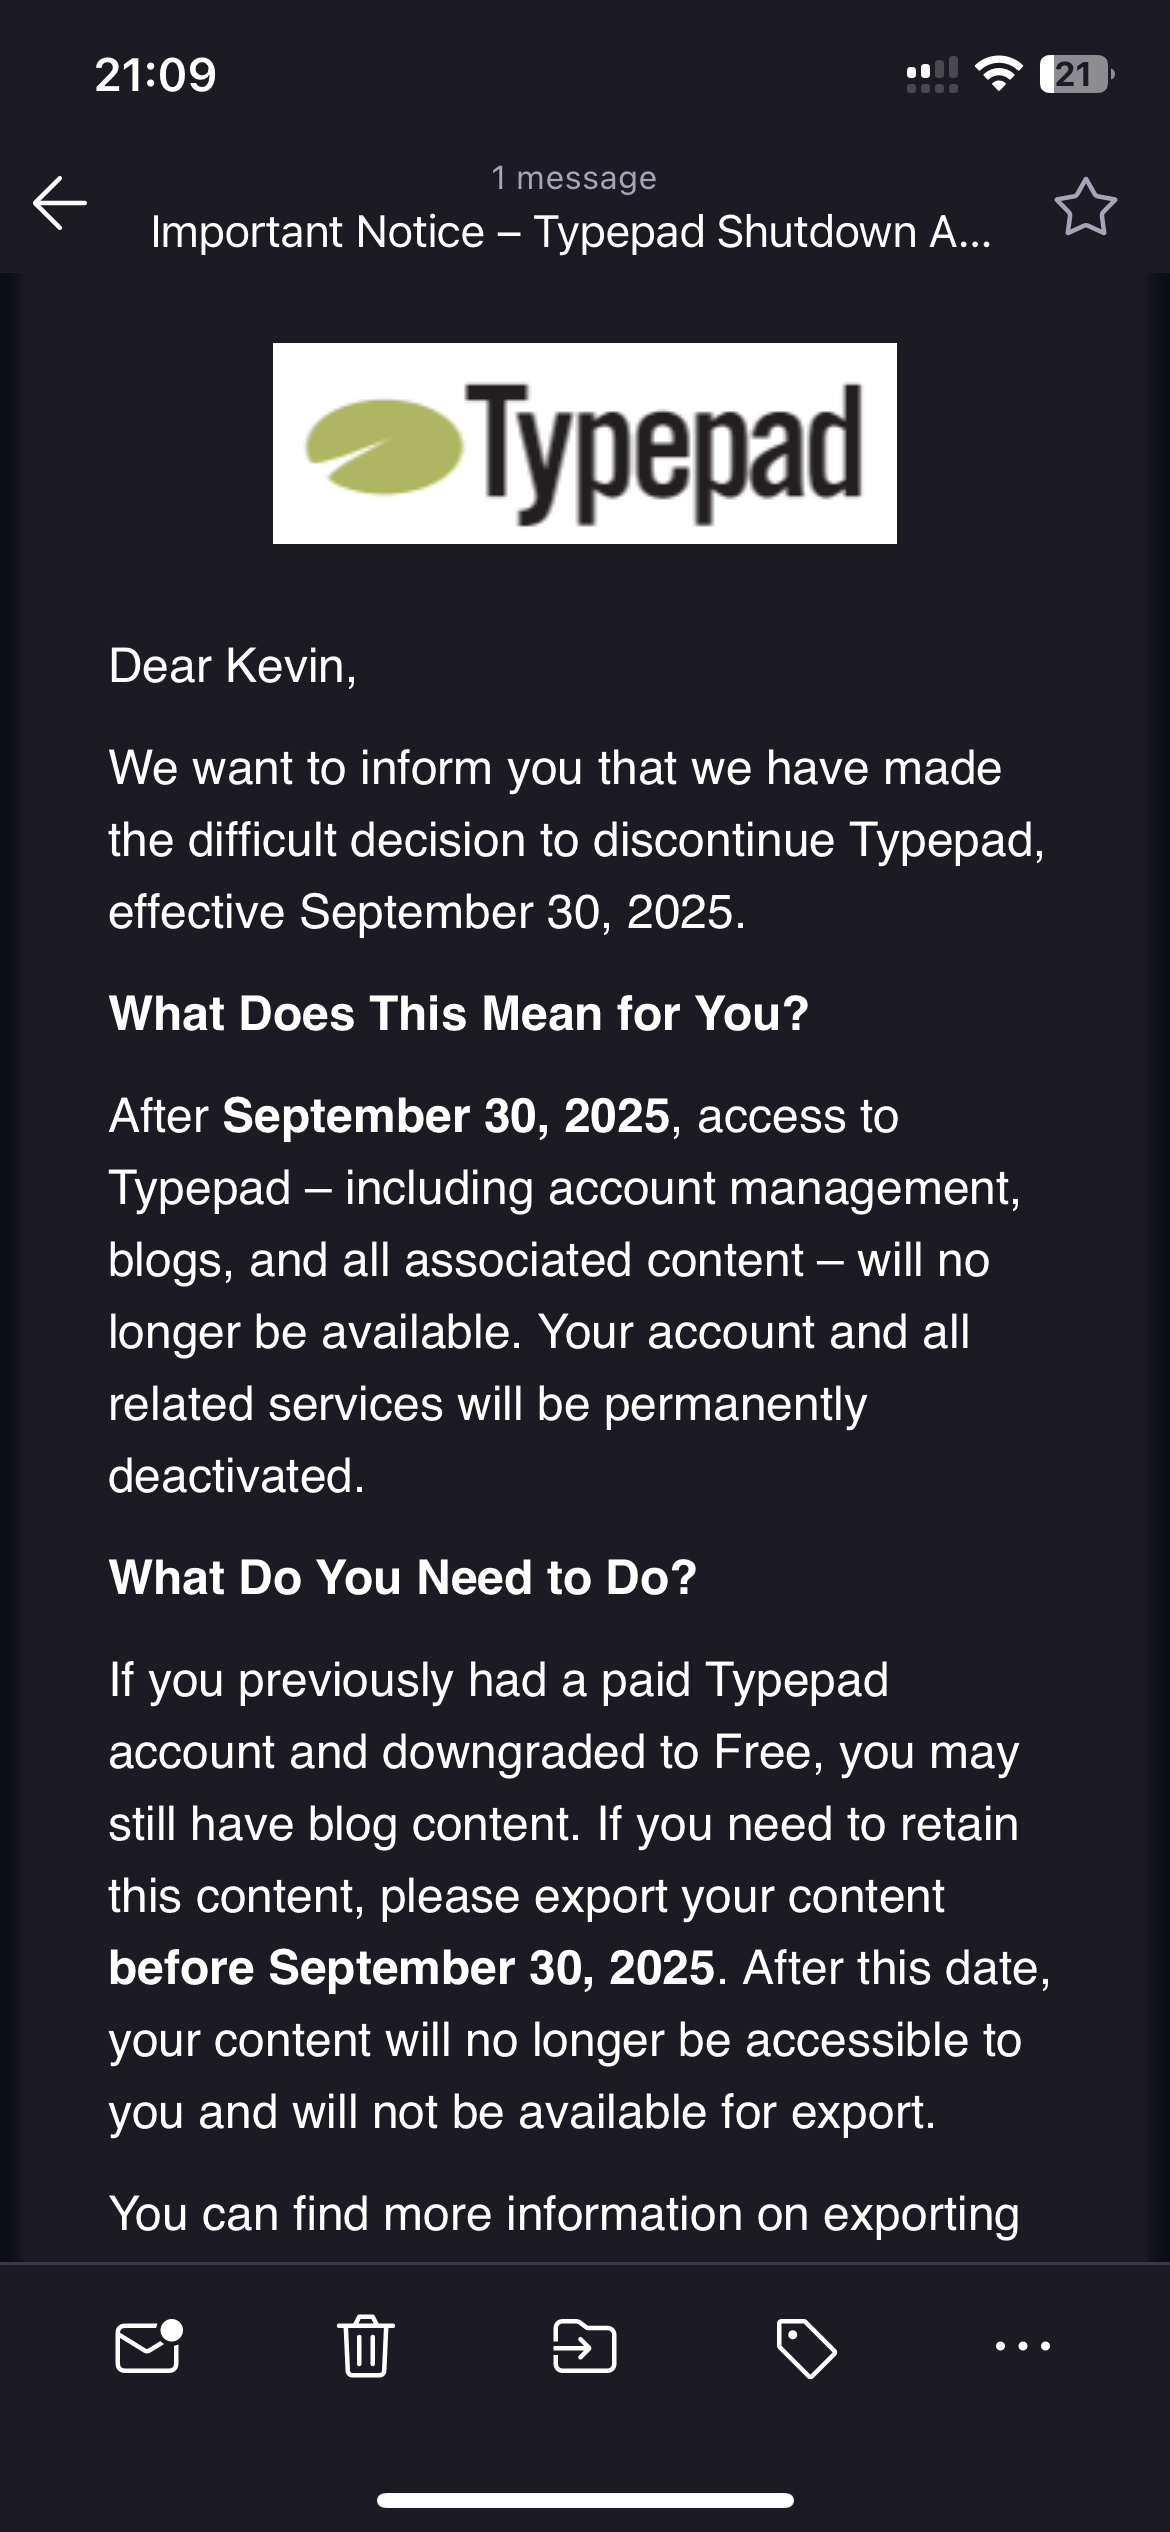 21:09
21
1 message
Important Notice – Typepad Shutdown A...
Typepad
Dear Kevin,
We want to inform you that we have made
the difficult decision to discontinue Typepad,
effective September 30, 2025.
What Does This Mean for You?
After September 30, 2025, access to
Typepad – including account management,
blogs, and all associated content – will no
longer be available. Your account and all
related services will be permanently
deactivated.
What Do You Need to Do?
If you previously had a paid Typepad
account and downgraded to Free, you may
still have blog content. If you need to retain
this content, please export your content
before September 30, 2025. After this date,
your content will no longer be accessible to
you and will not be available for export.
You can find more information on exporting